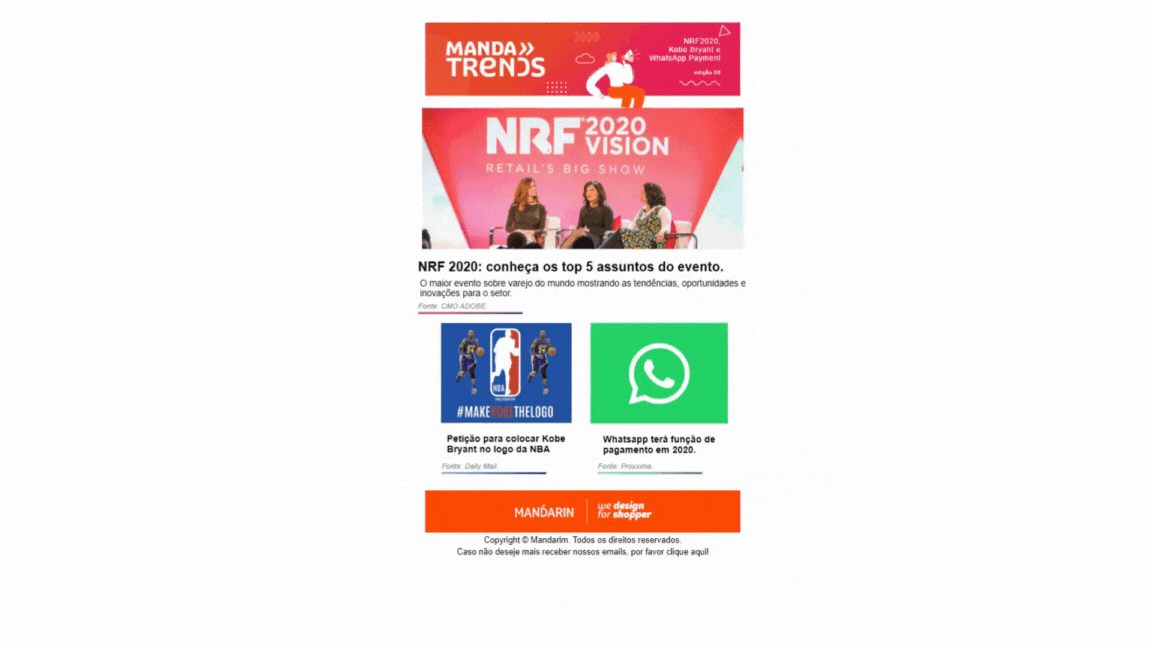 MANDA
TRENDS
NRF2020,
Kobe Bryant e
WhatsApp Payment
edição 08
NRF 2020
VISION
RETAIL'S BIG SHOW
NRF 2020: conheça os top 5 assuntos do evento.
O maior evento sobre varejo do mundo mostrando as tendências, oportunidades e
inovações para o setor.
Fonte CMO ADOBE.
NBA
#MAKEKOBETHELOGO
Petição para colocar Kobe
Bryant no logo da NBA
Fonte Daily Mail.
Whatsapp terá função de
pagamento em 2020.
Fonte: Proxxima.
MANDARIN
we design
for shopper
Copyright © Mandarim. Todos os direitos reservados.
Caso não deseje mais receber nossos emails, por favor clique aqui!